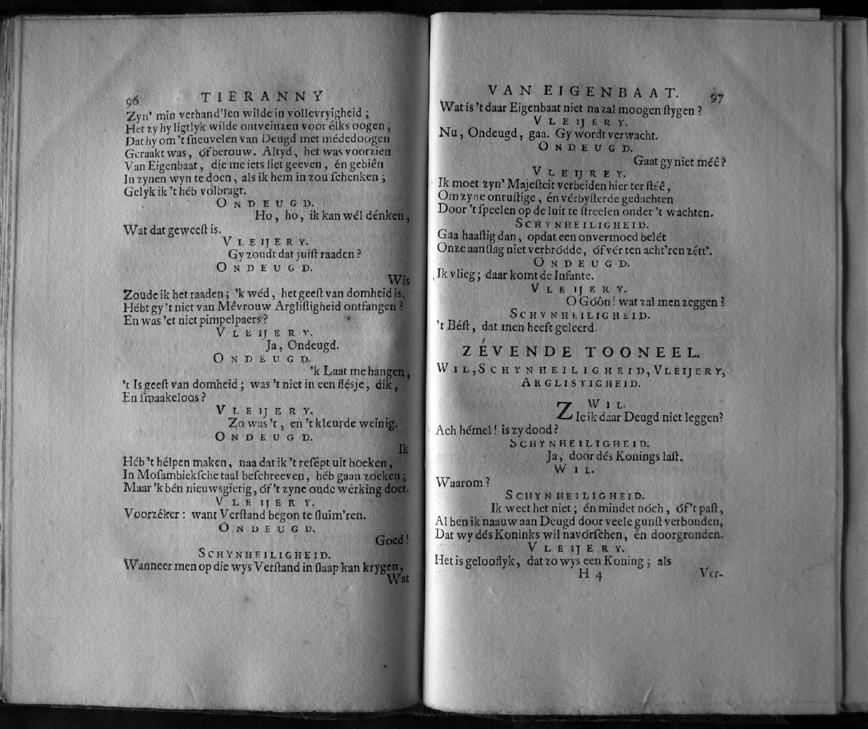 96 TIERANNY
Zyn' min verhand'len wilde in vollevryigheid ;
Het zy hy ligtlyk wilde ontveinzen voor élks oogen,
Dat hy om 't sneuvelen van Deugd met mêdedoogen
Geraakt was, óf berouw. Altyd, het was voorzien
Van Eigenbaat, die me iets liet geeven, én gebiên
In zynen wyn te doen, als ik hem in zou schenken ;
Gelyk ik 't héb volbragt.
ONDEUGD.
Ho, ho, ik kan wél dénken,
Wat dat geweest is.
VLEIJERY.
Gy zoudt dat juist raaden ?
ONDEUGD.
Wis
Zoude ik het raaden ; 'k wéd, het geest van domheid is,
Hébt gy 't niet van Mêvrouw Arglistigheid ontfangen ?
En was 'et niet pimpelpaers ?
VLEIJERY.
Ja, Ondeugd.
ONDEUGD.
'k Laat me hangen,
't Is geest van domheid ; was 't niet in een flésje, dik,
En smaakeloos ?
VLEIJERY.
Zo was 't, en 't kleurde weinig.
ONDEUGD.
Ik
Héb 't hélpen maken, naa dat ik 't resépt uit boeken,
In Mosambieksche taal beschreeven, héb gaan zoeken ;
Maar 'k bén nieuwsgierig, óf 't zyne oude wérking doet.
VLEIJERY.
Voorzéker : want Verstand begon te sluim'ren.
ONDEUGD.
Goed !
SCHYNHEILIGHEID.
Wanneer men op die wys Verstand in slaap kan krygen,
Wat
VAN EIGENBAAT. 97
Wat is 't daar Eigenbaat niet na zal moogen stygen ?
VLEIJERY.
Nu, Ondeugd, gaa. Gy wordt verwacht.
ONDEUGD.
Gaat gy niet méê ?
VLEIJREY.
Ik moet zyn' Majesteit verbeiden hier ter stéê,
Om zyne onrustige, én vérbysterde gedachten
Door 't speelen op de luit te streelen onder 't wachten.
SCHYNHEILIGHEID.
Gaa haastig dan, opdat een onvermoed belét
Onze aanslag niet verbródde, óf vér ten acht'ren zétt'.
ONDEUGD.
Ik vlieg ; daar komt de Infante.
VLEIJERY.
O Góôn ! wat zal men zeggen ?
SCHYNHEILIGHEID.
't Bést, dat men heeft geleerd.
ZÉVENDE TOONEEL.
WIL, SCHYNHEILIGHEID, VLEIJERY,
ARGLISTIGHEID.
WIL.
Zie ik daar Deugd niet leggen ?
Ach hémel ! is zy dood ?
SCHYNHEILIGHEID.
Ja, door dés Konings last.
WIL.
Waarom ?
SCHYNHEILIGHEID.
Ik weet het niet ; én mindet nóch, óf 't past,
Al ben ik naauw aan Deugd door veele gunst verbonden,
Dat wy dés Koninks wil navórschen, én doorgronden.
VLEIJERY.
Het is gelooflyk, dat zo wys een Koning ; als
H 4 Ver-